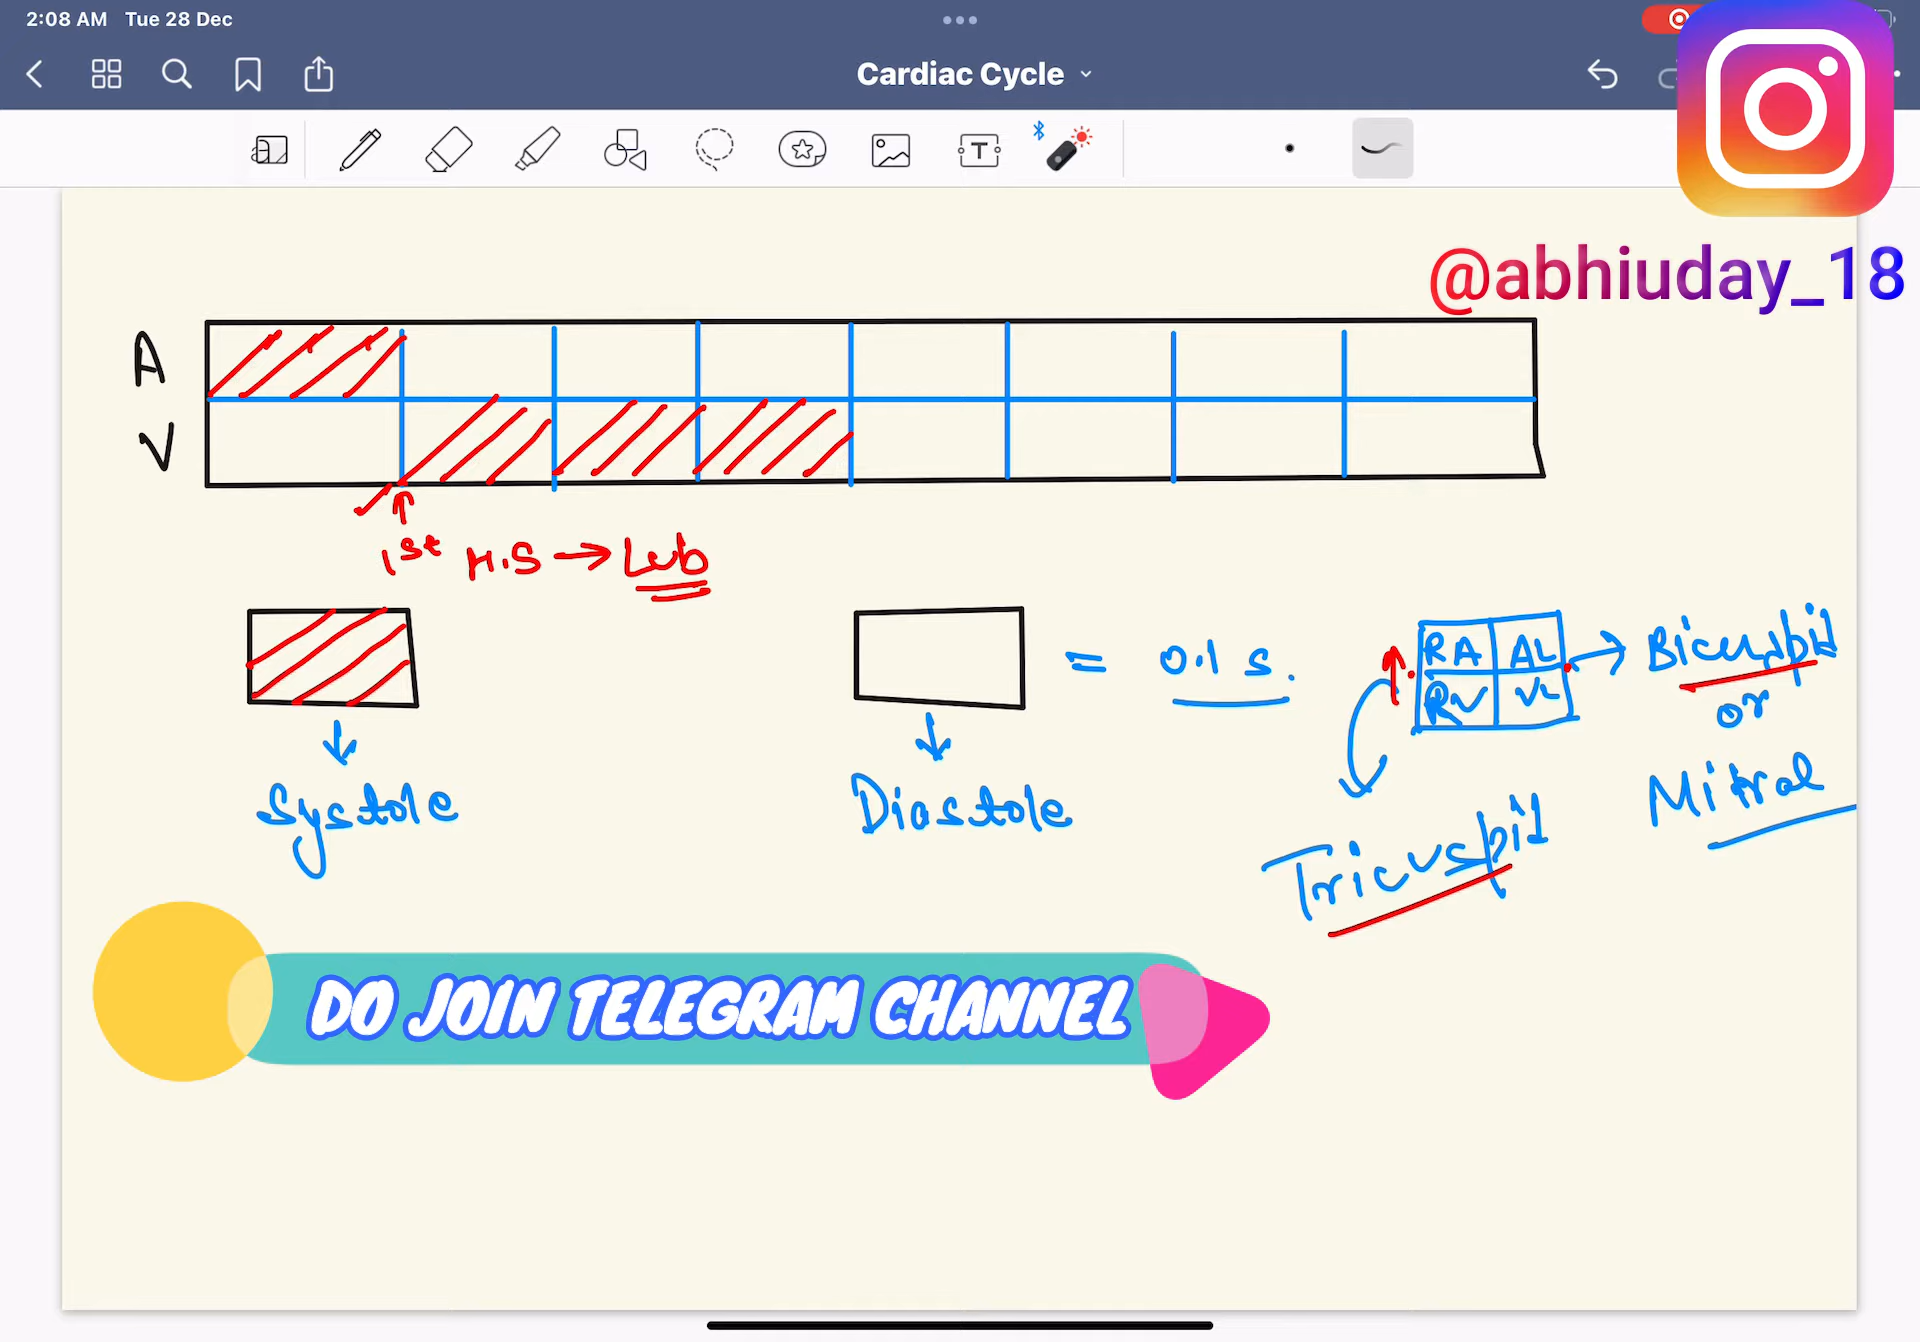 2:08 AM Tue 28 Dec
Cardiac Cycle
@abhiuday_18
A
V
1st H.S → Lub
= 0.1 s.
RA AL → Bicuspid
RV VL
or
Mitral
Systole
Diastole
Tricuspid
DO JOIN TELEGRAM CHANNEL